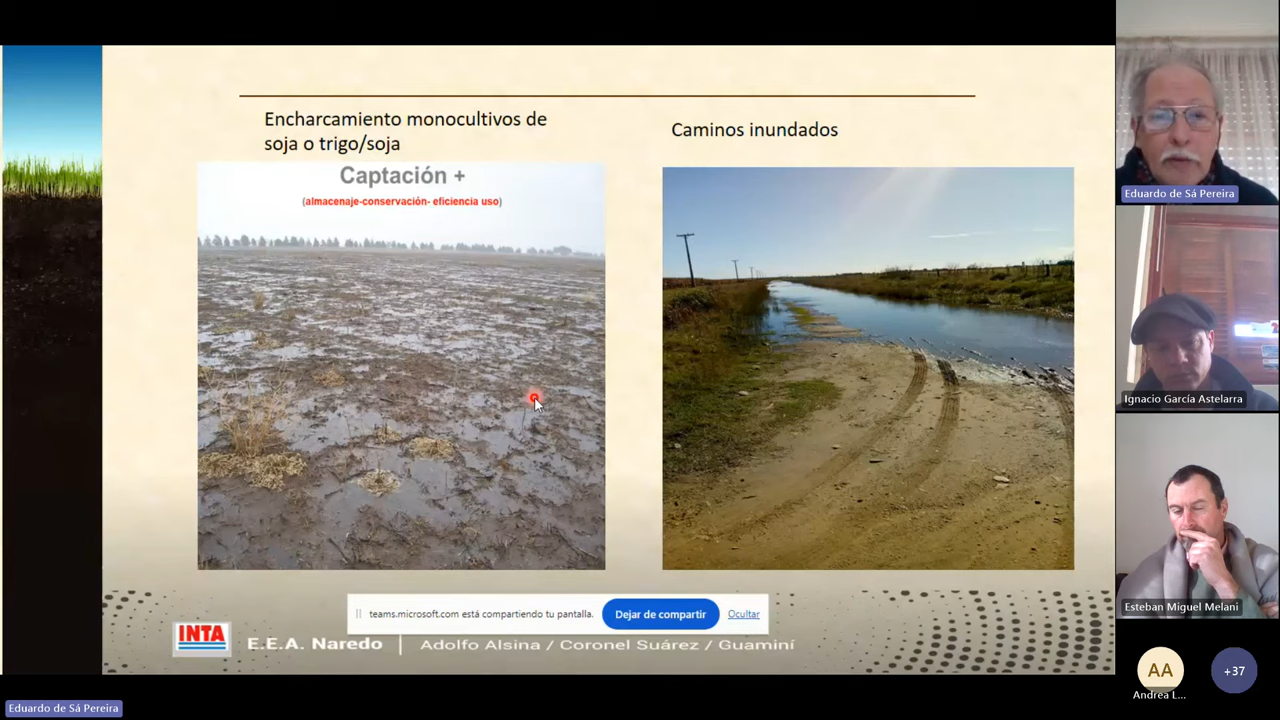 Encharcamiento monocultivos de
soja o trigo/soja
Caminos inundados
Captación +
(almacenaje-conservación- eficiencia uso)
teams.microsoft.com está compartiendo tu pantalla.
Dejar de compartir
Ocultar
INTA
E.E.A. Naredo
Adolfo Alsina / Coronel Suárez / Guaminí
Eduardo de Sá Pereira
Ignacio García Astelarra
Esteban Miguel Melani
AA
+37
Andrea L...
Eduardo de Sá Pereira